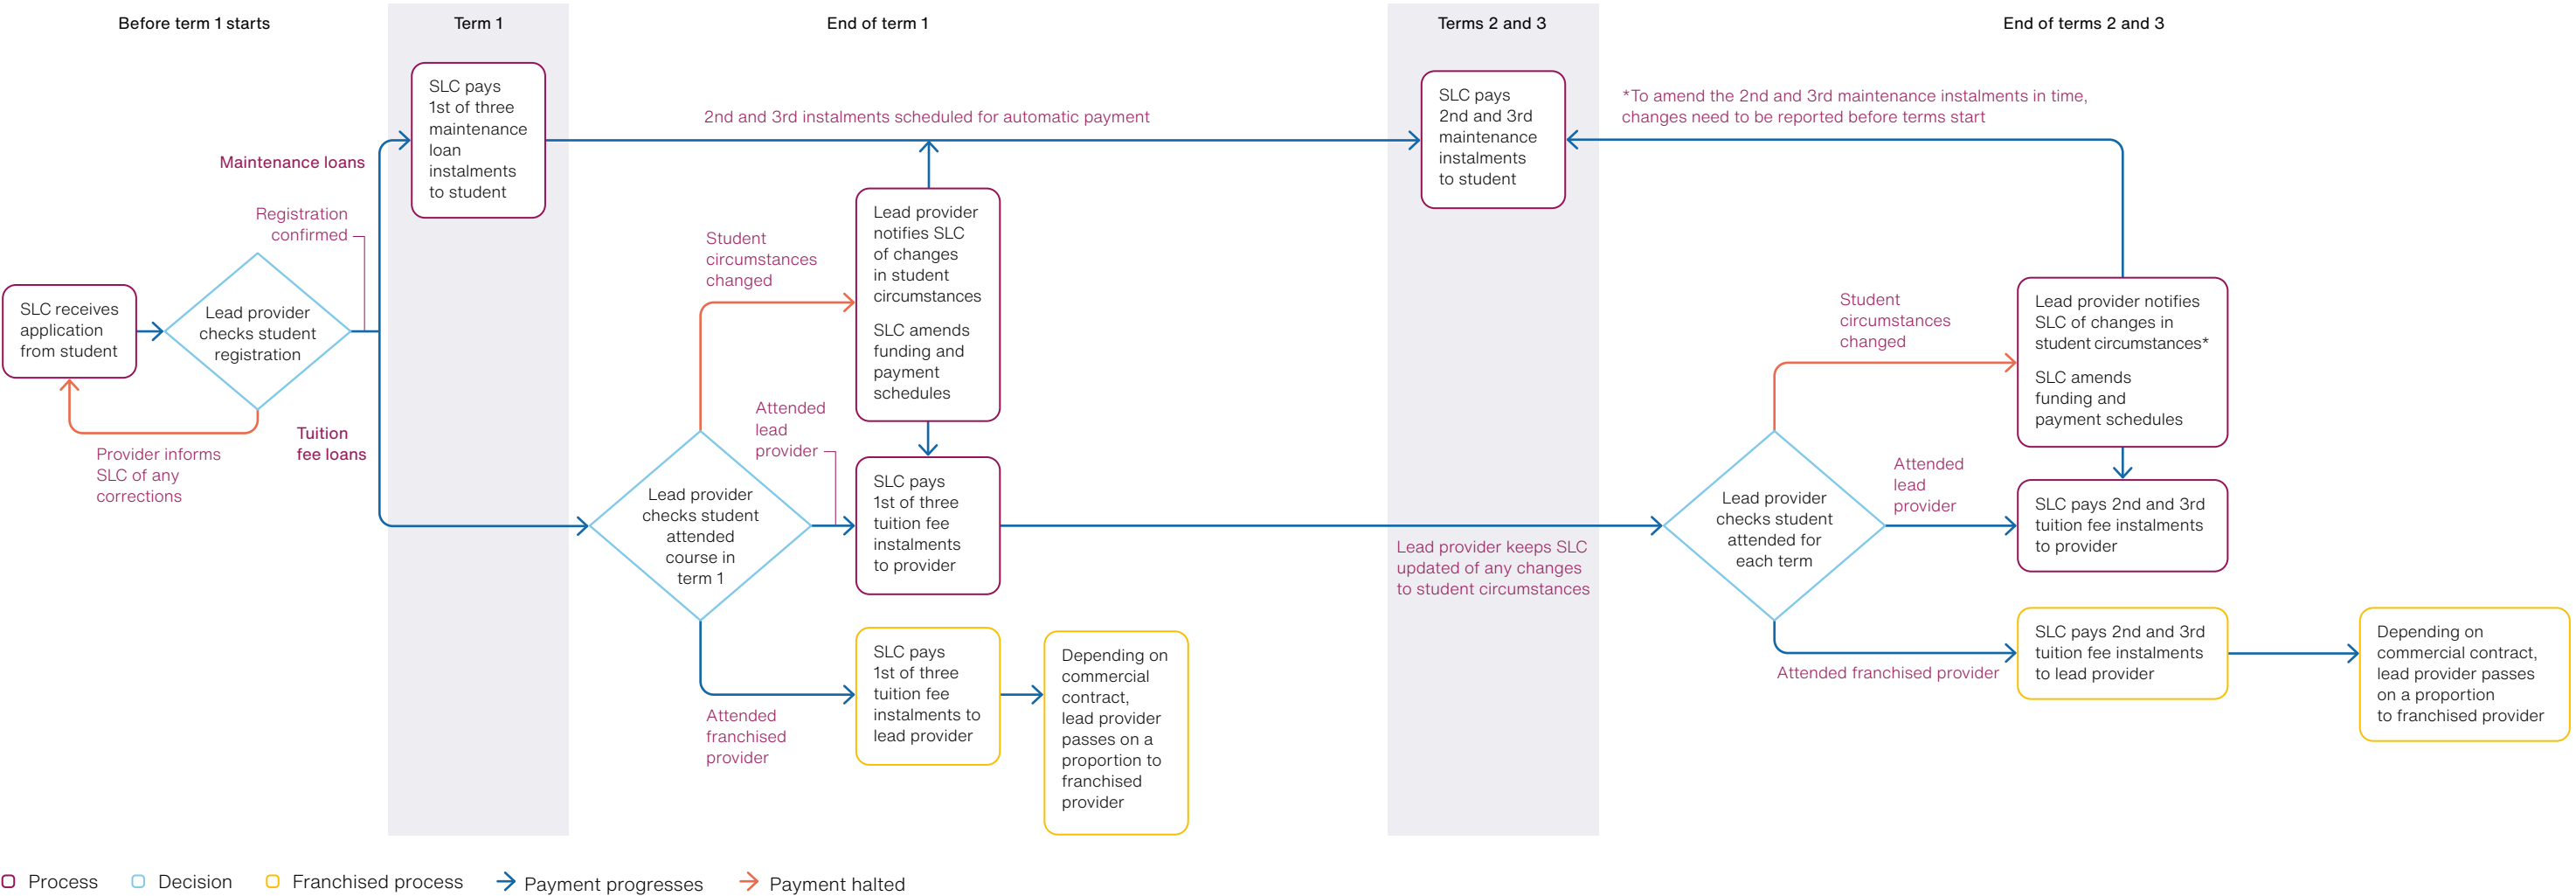 Before term 1 starts
Term 1
End of term 1
Terms 2 and 3
End of terms 2 and 3
SLC receives
application
from student
Lead provider
checks student
registration
Provider informs
SLC of any
corrections
Registration
confirmed
Maintenance loans
Tuition
fee loans
SLC pays
1st of three
maintenance
loan
instalments
to student
2nd and 3rd instalments scheduled for automatic payment
Lead provider
checks student
attended
course in
term 1
Student
circumstances
changed
Lead provider
notifies SLC
of changes
in student
circumstances
SLC amends
funding and
payment
schedules
Attended
lead
provider
SLC pays
1st of three
tuition fee
instalments
to provider
Attended
franchised
provider
SLC pays
1st of three
tuition fee
instalments to
lead provider
Depending on
commercial
contract,
lead provider
passes on a
proportion to
franchised
provider
SLC pays
2nd and 3rd
maintenance
instalments
to student
Lead provider keeps SLC
updated of any changes
to student circumstances
*To amend the 2nd and 3rd maintenance instalments in time,
changes need to be reported before terms start
Lead provider
checks student
attended for
each term
Student
circumstances
changed
Lead provider notifies
SLC of changes in
student circumstances*
SLC amends
funding and
payment schedules
Attended
lead
provider
SLC pays 2nd and 3rd
tuition fee instalments
to provider
Attended franchised provider
SLC pays 2nd and 3rd
tuition fee instalments
to lead provider
Depending on
commercial contract,
lead provider passes
on a proportion
to franchised provider
Process
Decision
Franchised process
Payment progresses
Payment halted